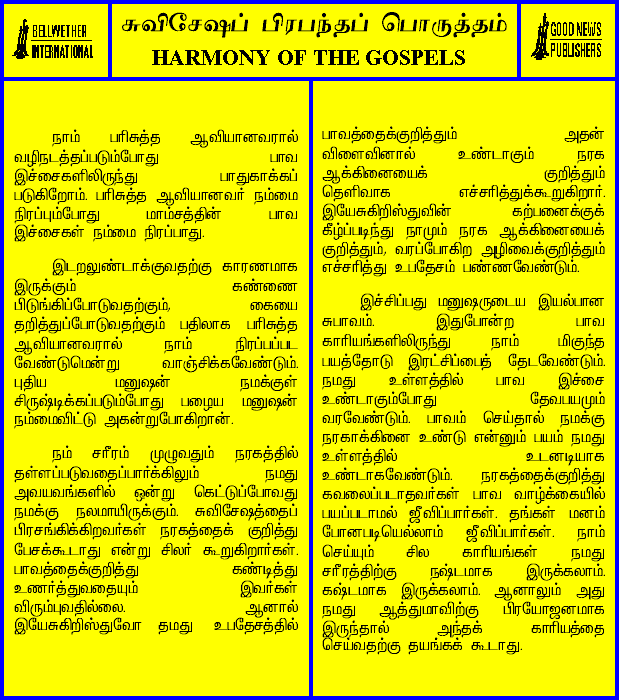 BELLWETHER
INTERNATIONAL
சுவிசேஷப் பிரபந்தப் பொருத்தம்
HARMONY OF THE GOSPELS
GOOD NEWS
PUBLISHERS
நாம் பரிசுத்த ஆவியானவரால்
வழிநடத்தப்படும்போது பாவ
இச்சைகளிலிருந்து பாதுகாக்கப்
படுகிறோம். பரிசுத்த ஆவியானவர் நம்மை
நிரப்பும்போது மாம்சத்தின் பாவ
இச்சைகள் நம்மை நிரப்பாது.
இடறலுண்டாக்குவதற்கு காரணமாக
இருக்கும் கண்ணை
பிடுங்கிப்போடுவதற்கும், கையை
தறித்துப்போடுவதற்கும் பதிலாக பரிசுத்த
ஆவியானவரால் நாம் நிரப்பப்பட
வேண்டுமென்று வாஞ்சிக்கவேண்டும்.
புதிய மனுஷன் நமக்குள்
சிருஷ்டிக்கப்படும்போது பழைய மனுஷன்
நம்மைவிட்டு அகன்றுபோகிறான்.
நம் சரீரம் முழுவதும் நரகத்தில்
தள்ளப்படுவதைப்பார்க்கிலும் நமது
அவயவங்களில் ஒன்று கெட்டுப்போவது
நமக்கு நலமாயிருக்கும். சுவிசேஷத்தைப்
பிரசங்கிக்கிறவர்கள் நரகத்தைக் குறித்து
பேசக்கூடாது என்று சிலர் கூறுகிறார்கள்.
பாவத்தைக்குறித்து கண்டித்து
உணர்த்துவதையும் இவர்கள்
விரும்புவதில்லை. ஆனால்
இயேசுகிறிஸ்துவோ தமது உபதேசத்தில்
பாவத்தைக்குறித்தும் அதன்
விளைவினால் உண்டாகும் நரக
ஆக்கினையைக் குறித்தும்
தெளிவாக எச்சரித்துக்கூறுகிறார்.
இயேசுகிறிஸ்துவின் கற்பனைக்குக்
கீழ்ப்படிந்து நாமும் நரக ஆக்கினையைக்
குறித்தும், வரப்போகிற அழிவைக்குறித்தும்
எச்சரித்து உபதேசம் பண்ணவேண்டும்.
இச்சிப்பது மனுஷருடைய இயல்பான
சுபாவம். இதுபோன்ற பாவ
காரியங்களிலிருந்து நாம் மிகுந்த
பயத்தோடு இரட்சிப்பைத் தேடவேண்டும்.
நமது உள்ளத்தில் பாவ இச்சை
உண்டாகும்போது தேவபயமும்
வரவேண்டும். பாவம் செய்தால் நமக்கு
நரகாக்கினை உண்டு என்னும் பயம் நமது
உள்ளத்தில் உடனடியாக
உண்டாகவேண்டும். நரகத்தைக்குறித்து
கவலைப்படாதவர்கள் பாவ வாழ்க்கையில்
பயப்படாமல் ஜீவிப்பார்கள். தங்கள் மனம்
போனபடியெல்லாம் ஜீவிப்பார்கள். நாம்
செய்யும் சில காரியங்கள் நமது
சரீரத்திற்கு நஷ்டமாக இருக்கலாம்.
கஷ்டமாக இருக்கலாம். ஆனாலும் அது
நமது ஆத்துமாவிற்கு பிரயோஜனமாக
இருந்தால் அந்தக் காரியத்தை
செய்வதற்கு தயங்கக் கூடாது.